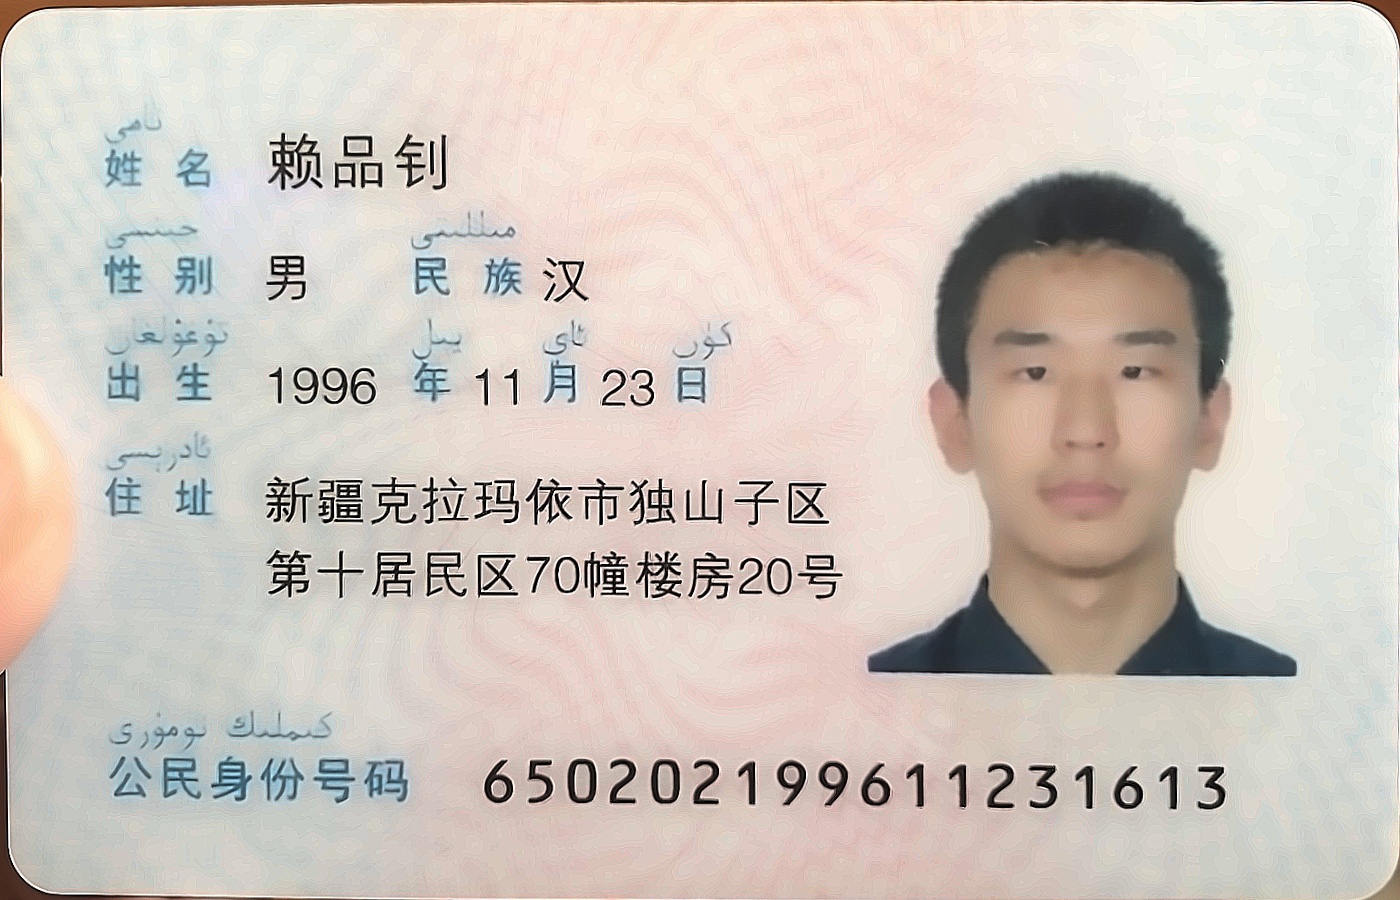 نامى
姓 名 赖品钊
جىنسى مىللىتى
性 别 男 民 族 汉
تۇغۇلغان يىل ئاي كۈن
出 生 1996 年 11 月 23 日
ئادرېسى
住 址 新疆克拉玛依市独山子区
第十居民区70幢楼房20号
كىملىك نومۇرى
公民身份号码 650202199611231613